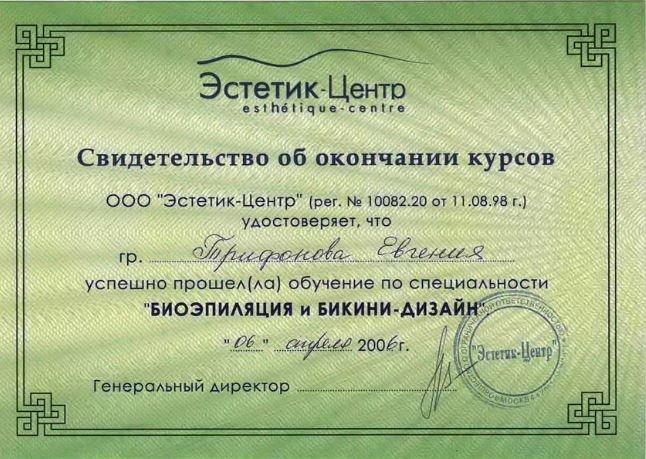 Эстетик-Центр
esthétique-centre
Свидетельство об окончании курсов
ООО "Эстетик-Центр" (рег. № 10082.20 от 11.08.98 г.)
удостоверяет, что
гр. Трифонова Евгения
успешно прошел(ла) обучение по специальности
"БИОЭПИЛЯЦИЯ и БИКИНИ-ДИЗАЙН"
"06" апреля 2006г.
Генеральный директор
"Эстетик-Центр"
МОСКВА